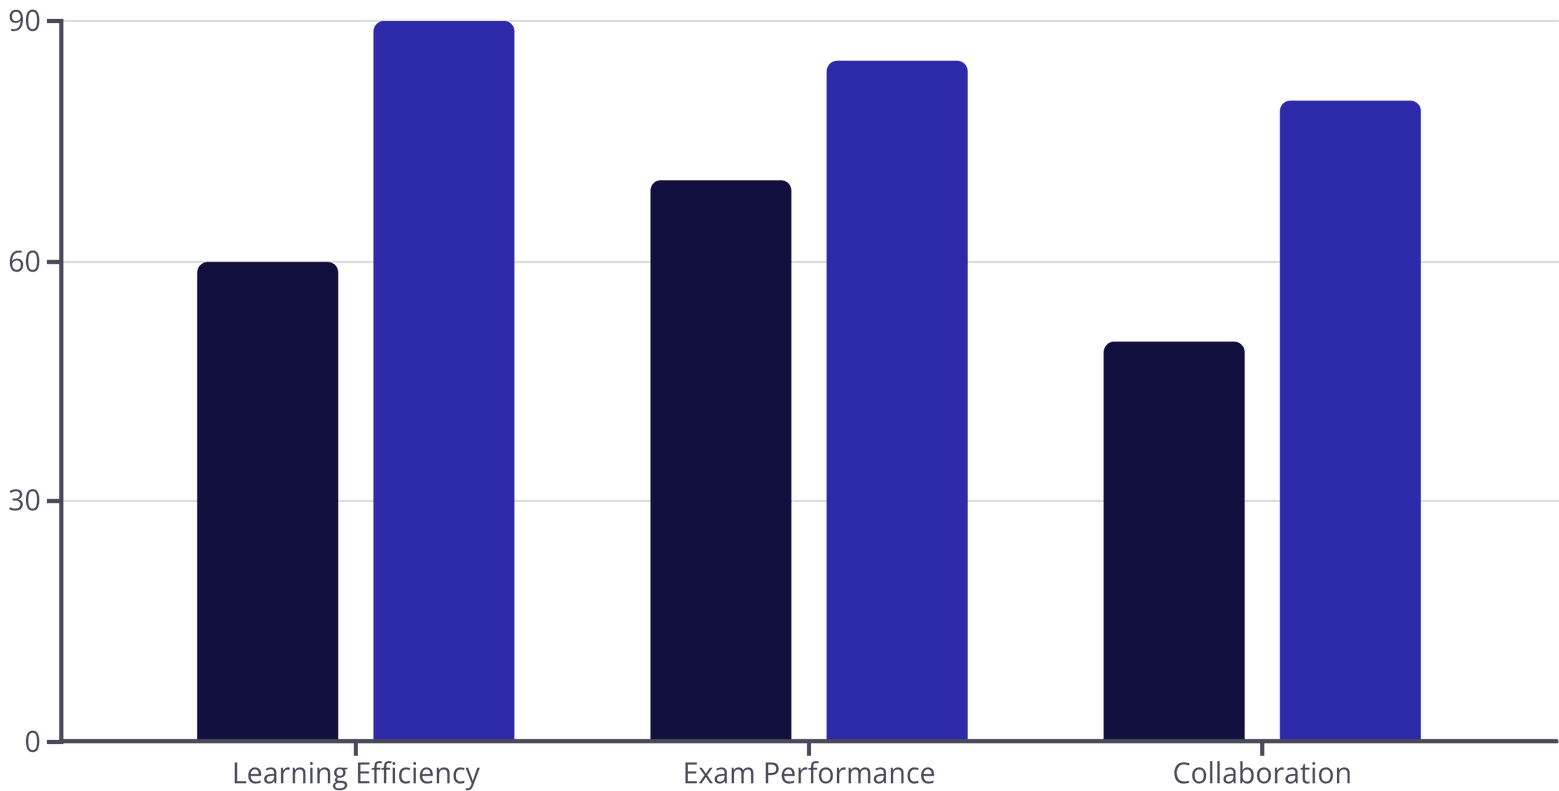 90
60
30
0
Learning Efficiency
Exam Performance
Collaboration